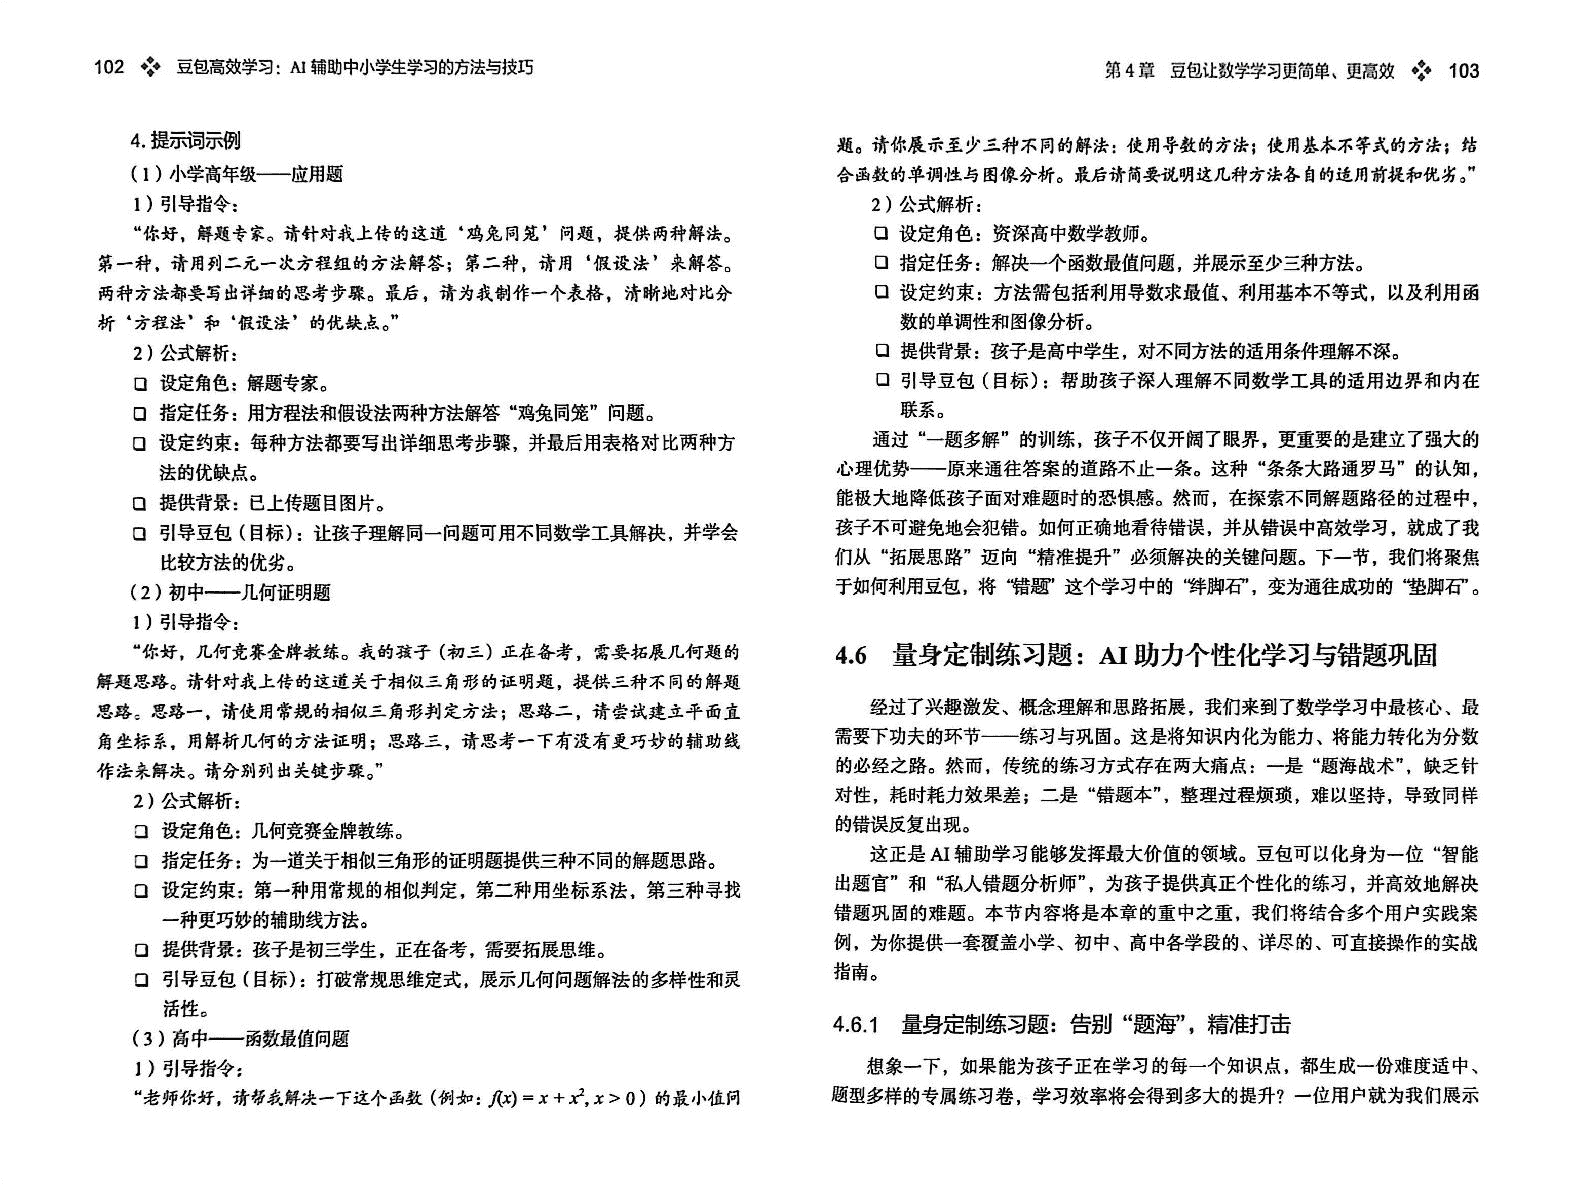 102 豆包高效学习：AI 辅助中小学生学习的方法与技巧
4. 提示词示例
（1）小学高年级——应用题
1）引导指令：
“你好，解题专家。请针对我上传的这道‘鸡兔同笼’问题，提供两种解法。
第一种，请用列二元一次方程组的方法解答；第二种，请用‘假设法’来解答。
两种方法都要写出详细的思考步骤。最后，请为我制作一个表格，清晰地对比分
析‘方程法’和‘假设法’的优缺点。”
2）公式解析：
❑ 设定角色：解题专家。
❑ 指定任务：用方程法和假设法两种方法解答“鸡兔同笼”问题。
❑ 设定约束：每种方法都要写出详细思考步骤，并最后用表格对比两种方
法的优缺点。
❑ 提供背景：已上传题目图片。
❑ 引导豆包（目标）：让孩子理解同一问题可用不同数学工具解决，并学会
比较方法的优劣。
（2）初中——几何证明题
1）引导指令：
“你好，几何竞赛金牌教练。我的孩子（初三）正在备考，需要拓展几何题的
解题思路。请针对我上传的这道关于相似三角形的证明题，提供三种不同的解题
思路。思路一，请使用常规的相似三角形判定方法；思路二，请尝试建立平面直
角坐标系，用解析几何的方法证明；思路三，请思考一下有没有更巧妙的辅助线
作法来解决。请分别列出关键步骤。”
2）公式解析：
❑ 设定角色：几何竞赛金牌教练。
❑ 指定任务：为一道关于相似三角形的证明题提供三种不同的解题思路。
❑ 设定约束：第一种用常规的相似判定，第二种用坐标系法，第三种寻找
一种更巧妙的辅助线方法。
❑ 提供背景：孩子是初三学生，正在备考，需要拓展思维。
❑ 引导豆包（目标）：打破常规思维定式，展示几何问题解法的多样性和灵
活性。
（3）高中——函数最值问题
1）引导指令：
“老师你好，请帮我解决一下这个函数（例如：f(x) = x + x², x > 0）的最小值问
第 4 章 豆包让数学学习更简单、更高效 103
题。请你展示至少三种不同的解法：使用导数的方法；使用基本不等式的方法；结
合函数的单调性与图像分析。最后请简要说明这几种方法各自的适用前提和优劣。”
2）公式解析：
❑ 设定角色：资深高中数学教师。
❑ 指定任务：解决一个函数最值问题，并展示至少三种方法。
❑ 设定约束：方法需包括利用导数求最值、利用基本不等式，以及利用函
数的单调性和图像分析。
❑ 提供背景：孩子是高中学生，对不同方法的适用条件理解不深。
❑ 引导豆包（目标）：帮助孩子深入理解不同数学工具的适用边界和内在
联系。
通过“一题多解”的训练，孩子不仅开阔了眼界，更重要的是建立了强大的
心理优势——原来通往答案的道路不止一条。这种“条条大路通罗马”的认知，
能极大地降低孩子面对难题时的恐惧感。然而，在探索不同解题路径的过程中，
孩子不可避免地会犯错。如何正确地看待错误，并从错误中高效学习，就成了我
们从“拓展思路”迈向“精准提升”必须解决的关键问题。下一节，我们将聚焦
于如何利用豆包，将“错题”这个学习中的“绊脚石”，变为通往成功的“垫脚石”。
4.6 量身定制练习题：AI 助力个性化学习与错题巩固
经过了兴趣激发、概念理解和思路拓展，我们来到了数学学习中最核心、最
需要下功夫的环节——练习与巩固。这是将知识内化为能力、将能力转化为分数
的必经之路。然而，传统的练习方式存在两大痛点：一是“题海战术”，缺乏针
对性，耗时耗力效果差；二是“错题本”，整理过程烦琐，难以坚持，导致同样
的错误反复出现。
这正是 AI 辅助学习能够发挥最大价值的领域。豆包可以化身为一位“智能
出题官”和“私人错题分析师”，为孩子提供真正个性化的练习，并高效地解决
错题巩固的难题。本节内容将是本章的重中之重，我们将结合多个用户实践案
例，为你提供一套覆盖小学、初中、高中各学段的、详尽的、可直接操作的实战
指南。
4.6.1 量身定制练习题：告别“题海”，精准打击
想象一下，如果能为孩子正在学习的每一个知识点，都生成一份难度适中、
题型多样的专属练习卷，学习效率将会得到多大的提升？一位用户就为我们展示